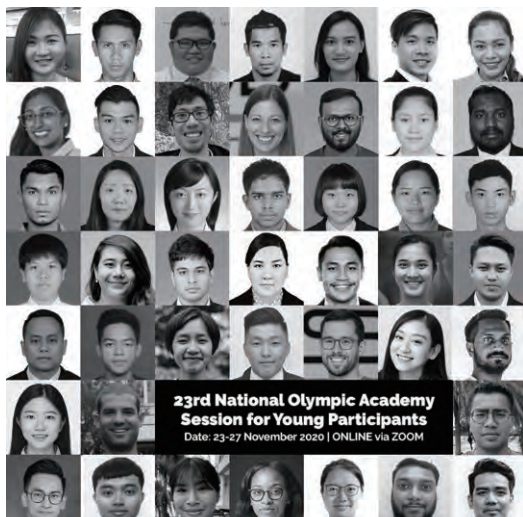 23rd National Olympic Academy
Session for Young Participants
Date: 23-27 November 2020 | ONLINE via ZOOM